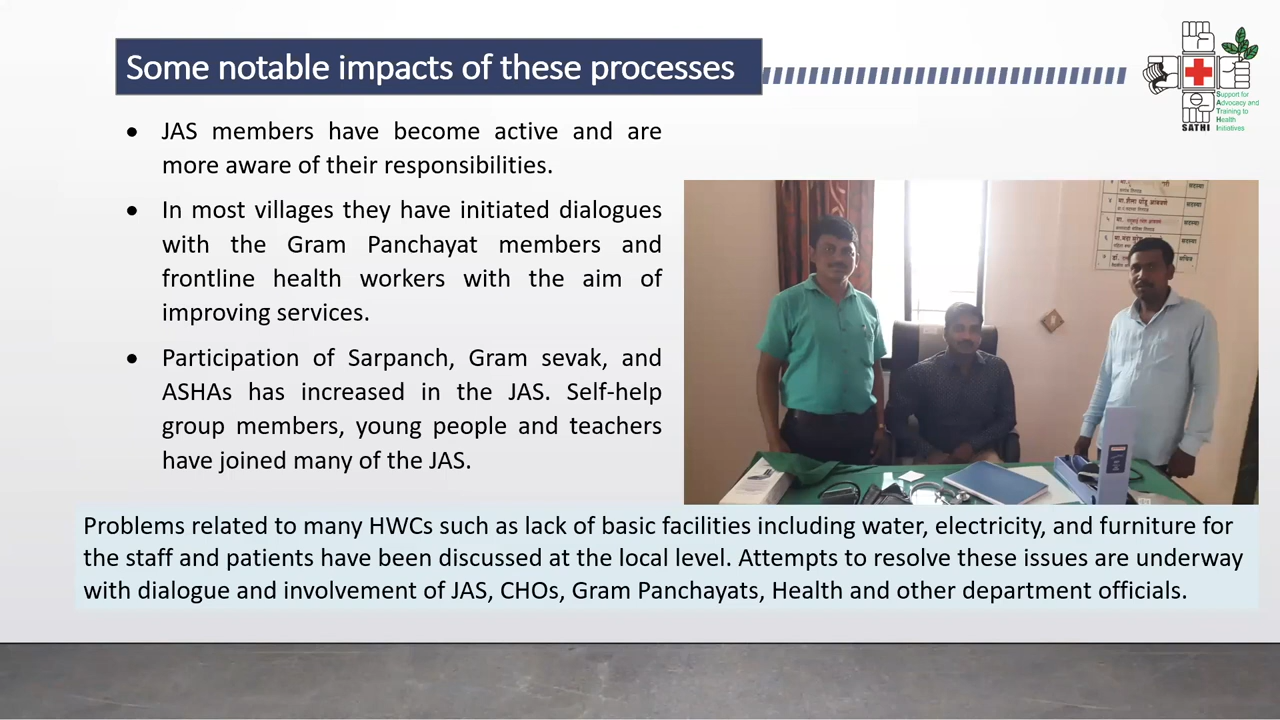 Some notable impacts of these processes
SATHI
Support for
Advocacy and
Training to
Health
Initiatives
• JAS members have become active and are
more aware of their responsibilities.
• In most villages they have initiated dialogues
with the Gram Panchayat members and
frontline health workers with the aim of
improving services.
• Participation of Sarpanch, Gram sevak, and
ASHAs has increased in the JAS. Self-help
group members, young people and teachers
have joined many of the JAS.
सदस्य
सदस्या
सदस्या
सचिव
Problems related to many HWCs such as lack of basic facilities including water, electricity, and furniture for
the staff and patients have been discussed at the local level. Attempts to resolve these issues are underway
with dialogue and involvement of JAS, CHOs, Gram Panchayats, Health and other department officials.